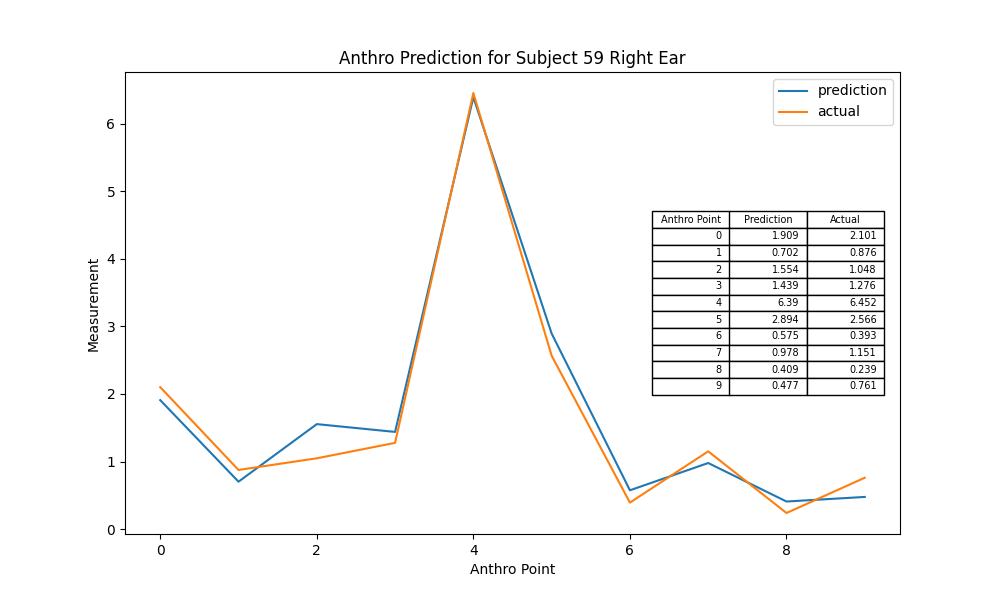 Anthro Prediction for Subject 59 Right Ear
prediction
actual
Measurement
6
5
4
3
2
1
0
Anthro Point Prediction Actual
0 1.909 2.101
1 0.702 0.876
2 1.554 1.048
3 1.439 1.276
4 6.39 6.452
5 2.894 2.566
6 0.575 0.393
7 0.978 1.151
8 0.409 0.239
9 0.477 0.761
0 2 4 6 8
Anthro Point